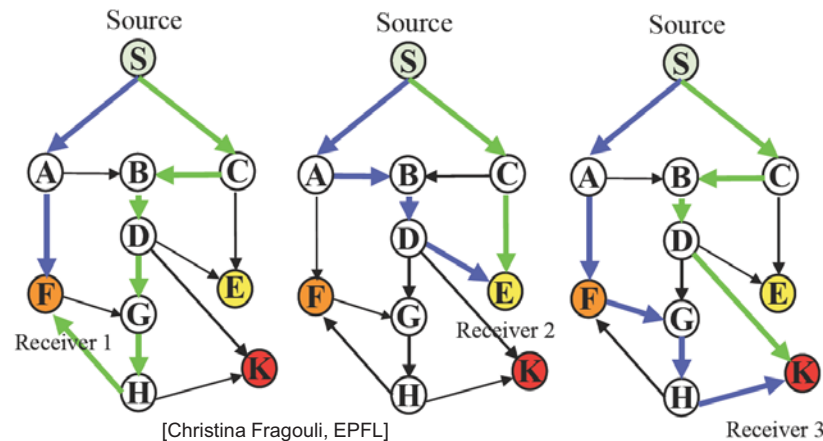 Source
S
A
B
C
D
F
E
G
Receiver 1
H
K
Source
S
A
B
C
D
F
E
G
Receiver 2
H
K
Source
S
A
B
C
D
F
E
G
H
K
Receiver 3
[Christina Fragouli, EPFL]